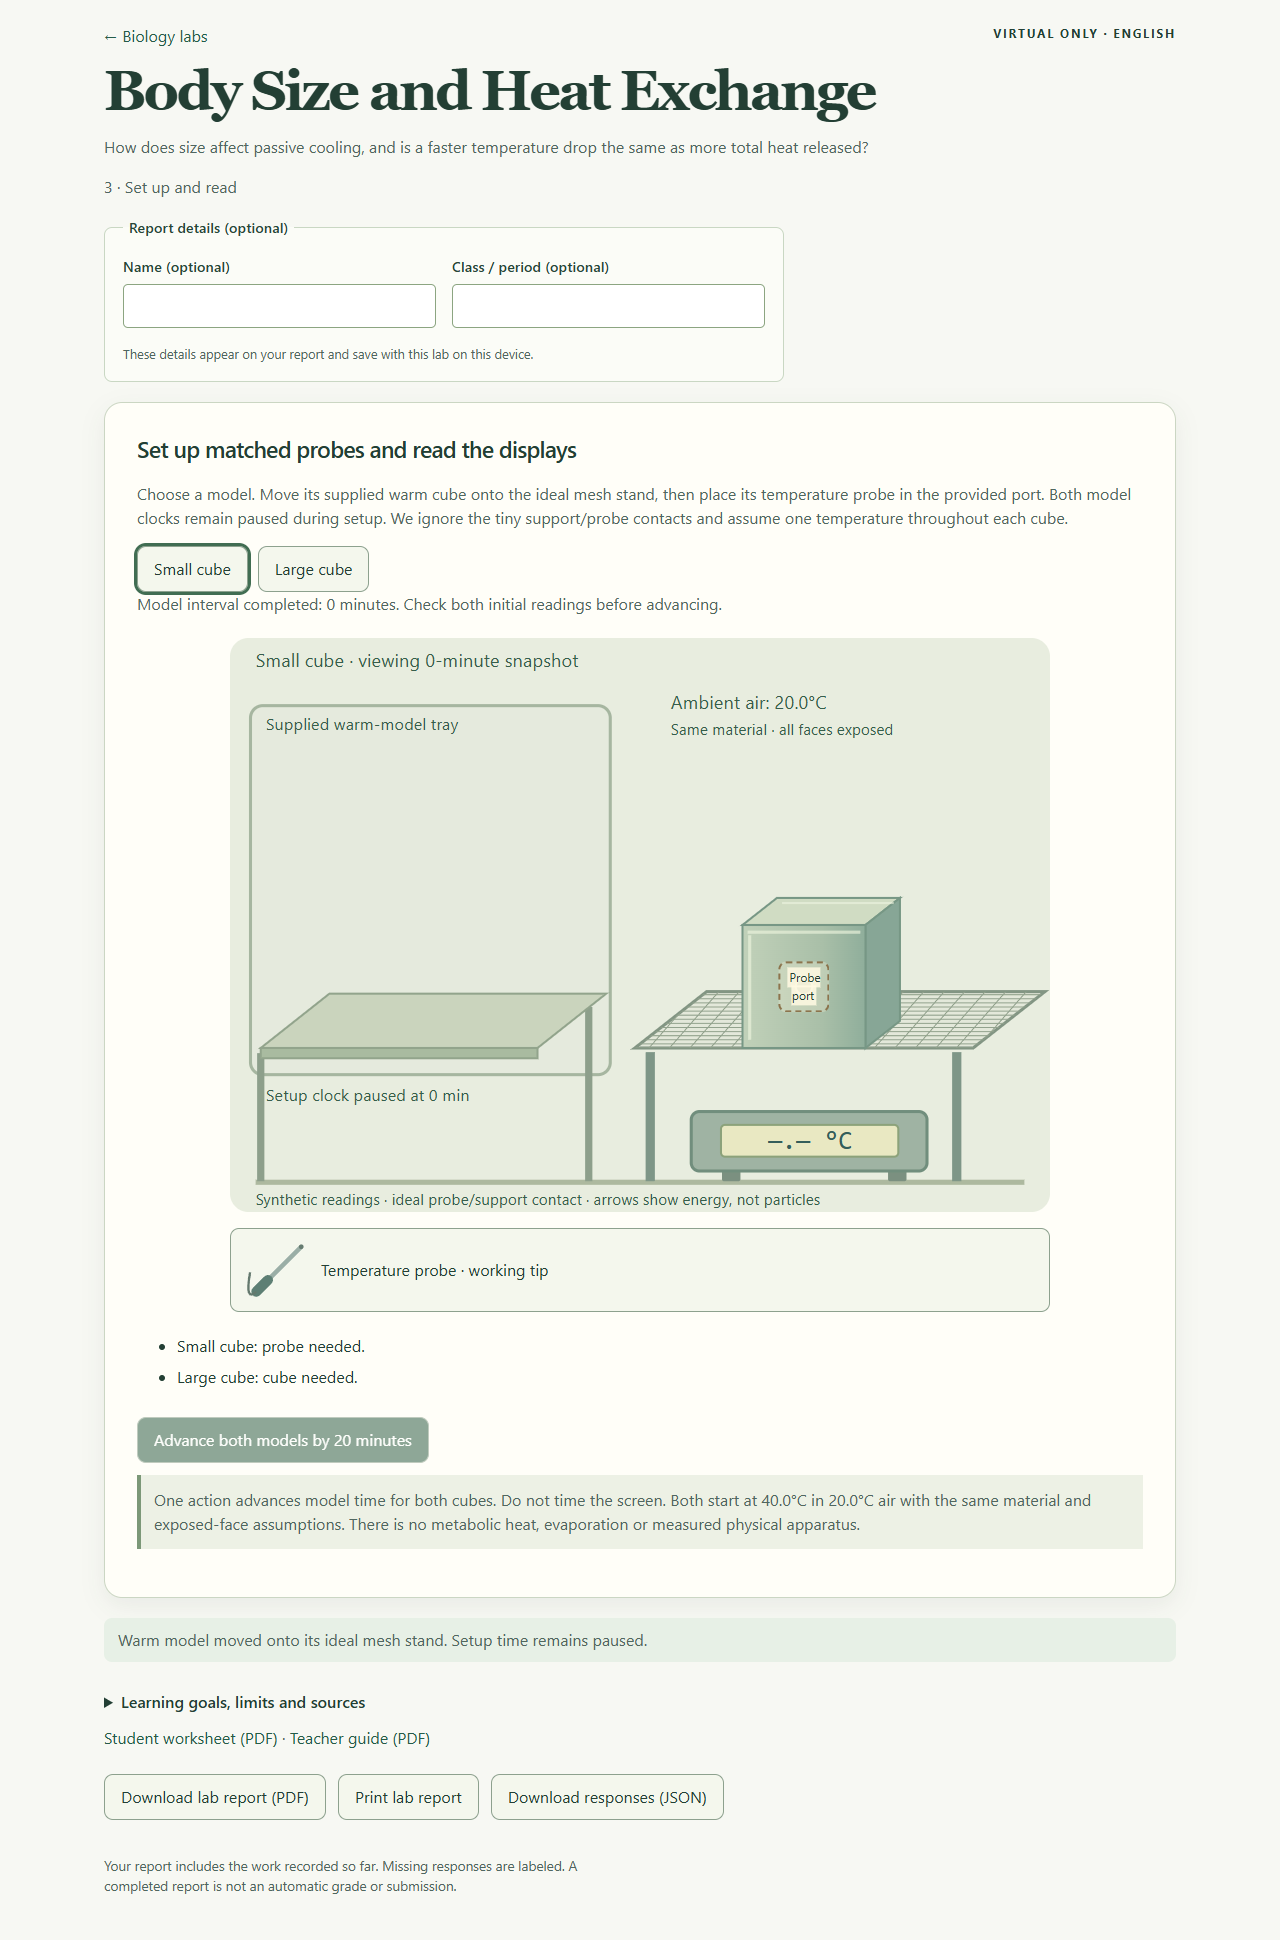 ← Biology labs
VIRTUAL ONLY · ENGLISH
Body Size and Heat Exchange
How does size affect passive cooling, and is a faster temperature drop the same as more total heat released?
3 · Set up and read
Report details (optional)
Name (optional)
Class / period (optional)
These details appear on your report and save with this lab on this device.
Set up matched probes and read the displays
Choose a model. Move its supplied warm cube onto the ideal mesh stand, then place its temperature probe in the provided port. Both model
clocks remain paused during setup. We ignore the tiny support/probe contacts and assume one temperature throughout each cube.
Small cube
Large cube
Model interval completed: 0 minutes. Check both initial readings before advancing.
Small cube · viewing 0-minute snapshot
Ambient air: 20.0°C
Same material · all faces exposed
Supplied warm-model tray
Probe
port
Setup clock paused at 0 min
—.— °C
Synthetic readings · ideal probe/support contact · arrows show energy, not particles
Temperature probe · working tip
• Small cube: probe needed.
• Large cube: cube needed.
Advance both models by 20 minutes
One action advances model time for both cubes. Do not time the screen. Both start at 40.0°C in 20.0°C air with the same material and
exposed-face assumptions. There is no metabolic heat, evaporation or measured physical apparatus.
Warm model moved onto its ideal mesh stand. Setup time remains paused.
▶ Learning goals, limits and sources
Student worksheet (PDF) · Teacher guide (PDF)
Download lab report (PDF)
Print lab report
Download responses (JSON)
Your report includes the work recorded so far. Missing responses are labeled. A
completed report is not an automatic grade or submission.